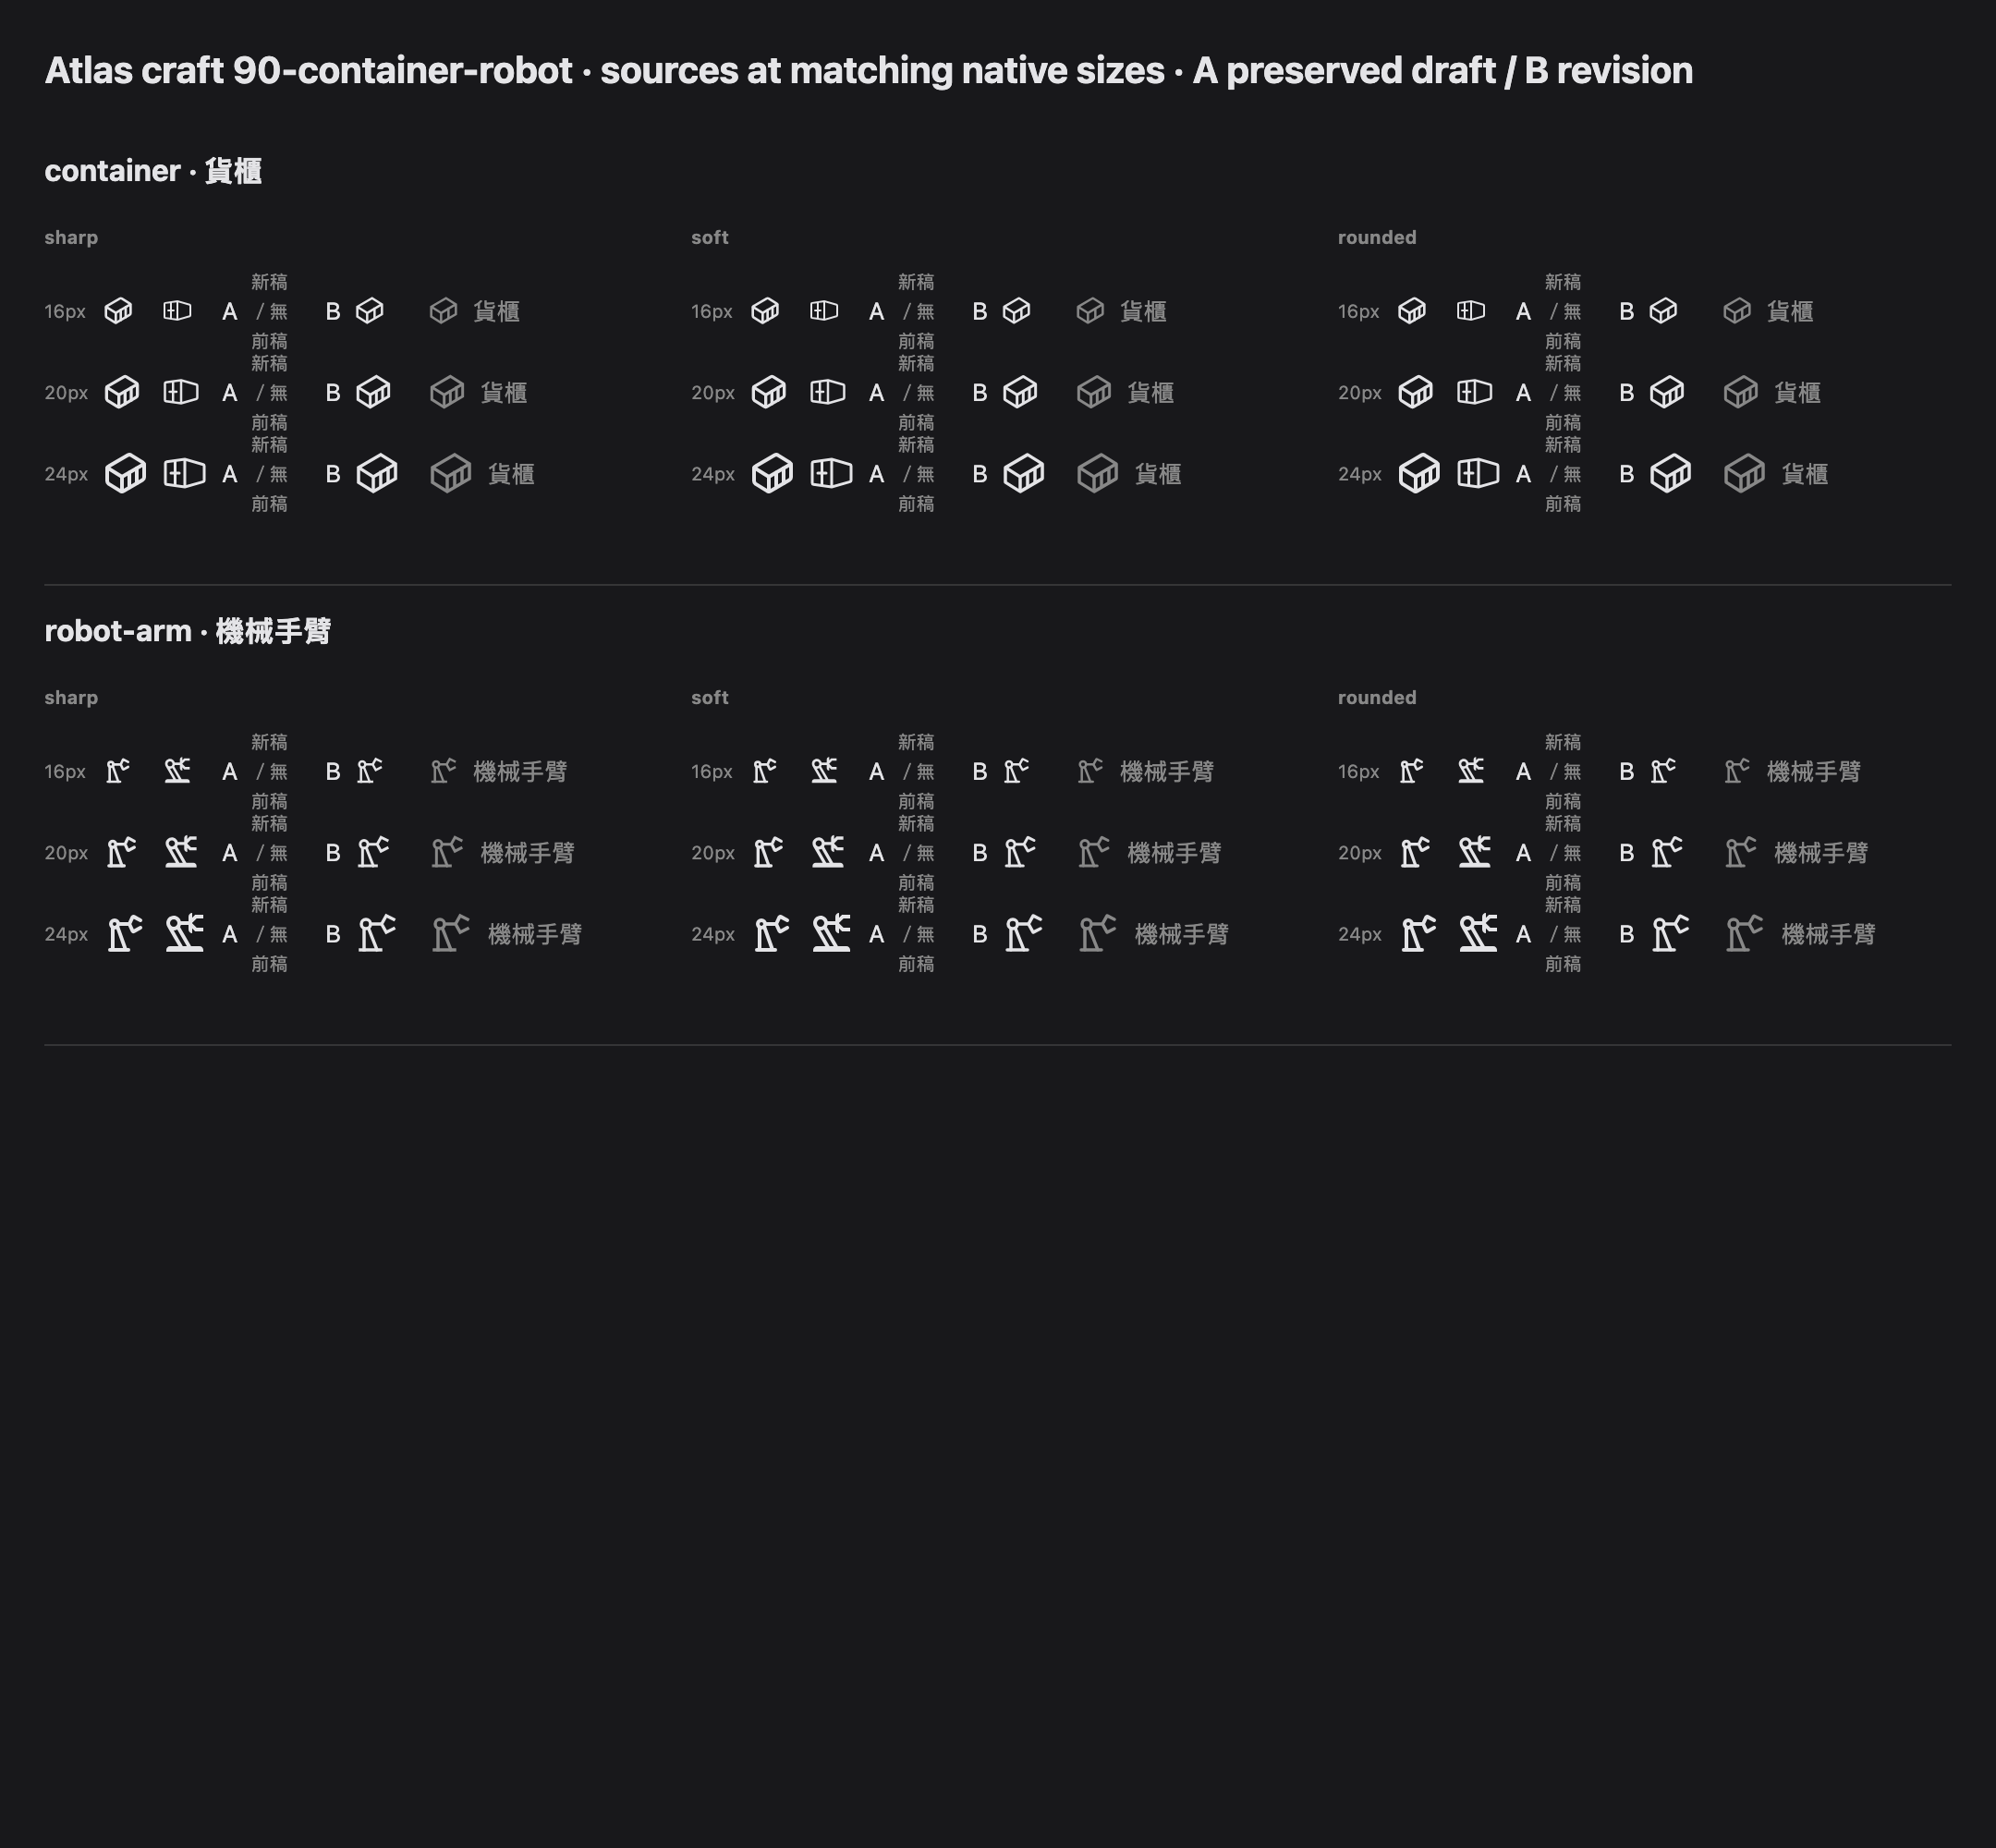 Atlas craft 90-container-robot · sources at matching native sizes · A preserved draft / B revision
container · 貨櫃
sharp
16px A 新稿 / 無 前稿 B 貨櫃
20px A 新稿 / 無 前稿 B 貨櫃
24px A 新稿 / 無 前稿 B 貨櫃
soft
16px A 新稿 / 無 前稿 B 貨櫃
20px A 新稿 / 無 前稿 B 貨櫃
24px A 新稿 / 無 前稿 B 貨櫃
rounded
16px A 新稿 / 無 前稿 B 貨櫃
20px A 新稿 / 無 前稿 B 貨櫃
24px A 新稿 / 無 前稿 B 貨櫃
robot-arm · 機械手臂
sharp
16px A 新稿 / 無 前稿 B 機械手臂
20px A 新稿 / 無 前稿 B 機械手臂
24px A 新稿 / 無 前稿 B 機械手臂
soft
16px A 新稿 / 無 前稿 B 機械手臂
20px A 新稿 / 無 前稿 B 機械手臂
24px A 新稿 / 無 前稿 B 機械手臂
rounded
16px A 新稿 / 無 前稿 B 機械手臂
20px A 新稿 / 無 前稿 B 機械手臂
24px A 新稿 / 無 前稿 B 機械手臂